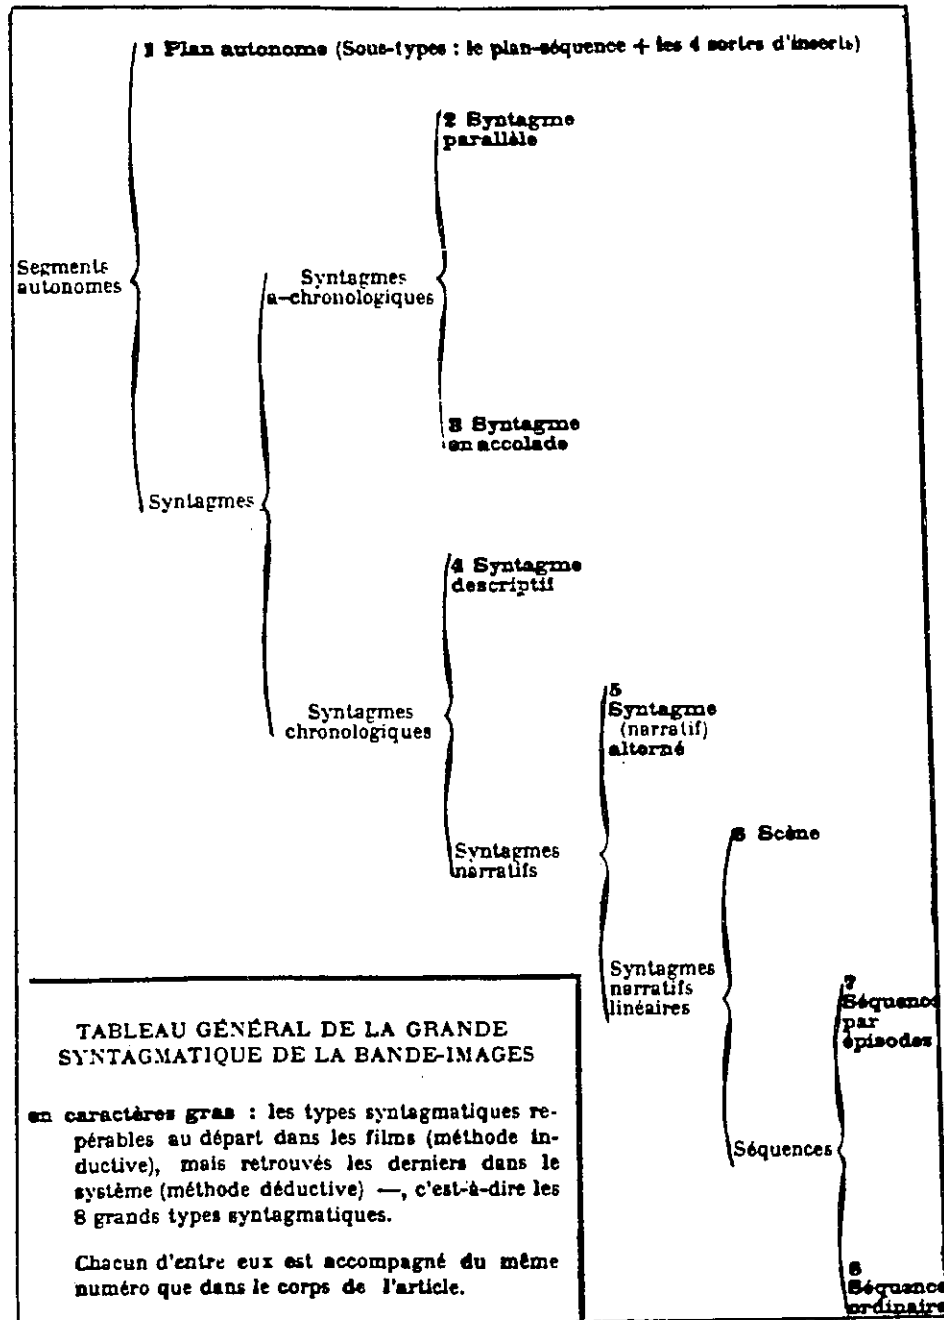 1 Plan autonome (Sous-types : le plan-séquence + les 4 sortes d'inserts)
2 Syntagme
parallèle
Segments
autonomes
Syntagmes
a-chronologiques
3 Syntagme
en accolade
Syntagmes
4 Syntagme
descriptif
Syntagmes
chronologiques
5
Syntagme
(narratif)
alterné
6 Scène
Syntagmes
narratifs
Syntagmes
narratifs
linéaires
7
Séquence
par
épisodes
Séquences
8
Séquence
ordinaire
TABLEAU GÉNÉRAL DE LA GRANDE
SYNTAGMATIQUE DE LA BANDE-IMAGES
en caractères gras : les types syntagmatiques re-
pérables au départ dans les films (méthode in-
ductive), mais retrouvés les derniers dans le
système (méthode déductive) —, c'est-à-dire les
8 grands types syntagmatiques.
Chacun d'entre eux est accompagné du même
numéro que dans le corps de l'article.